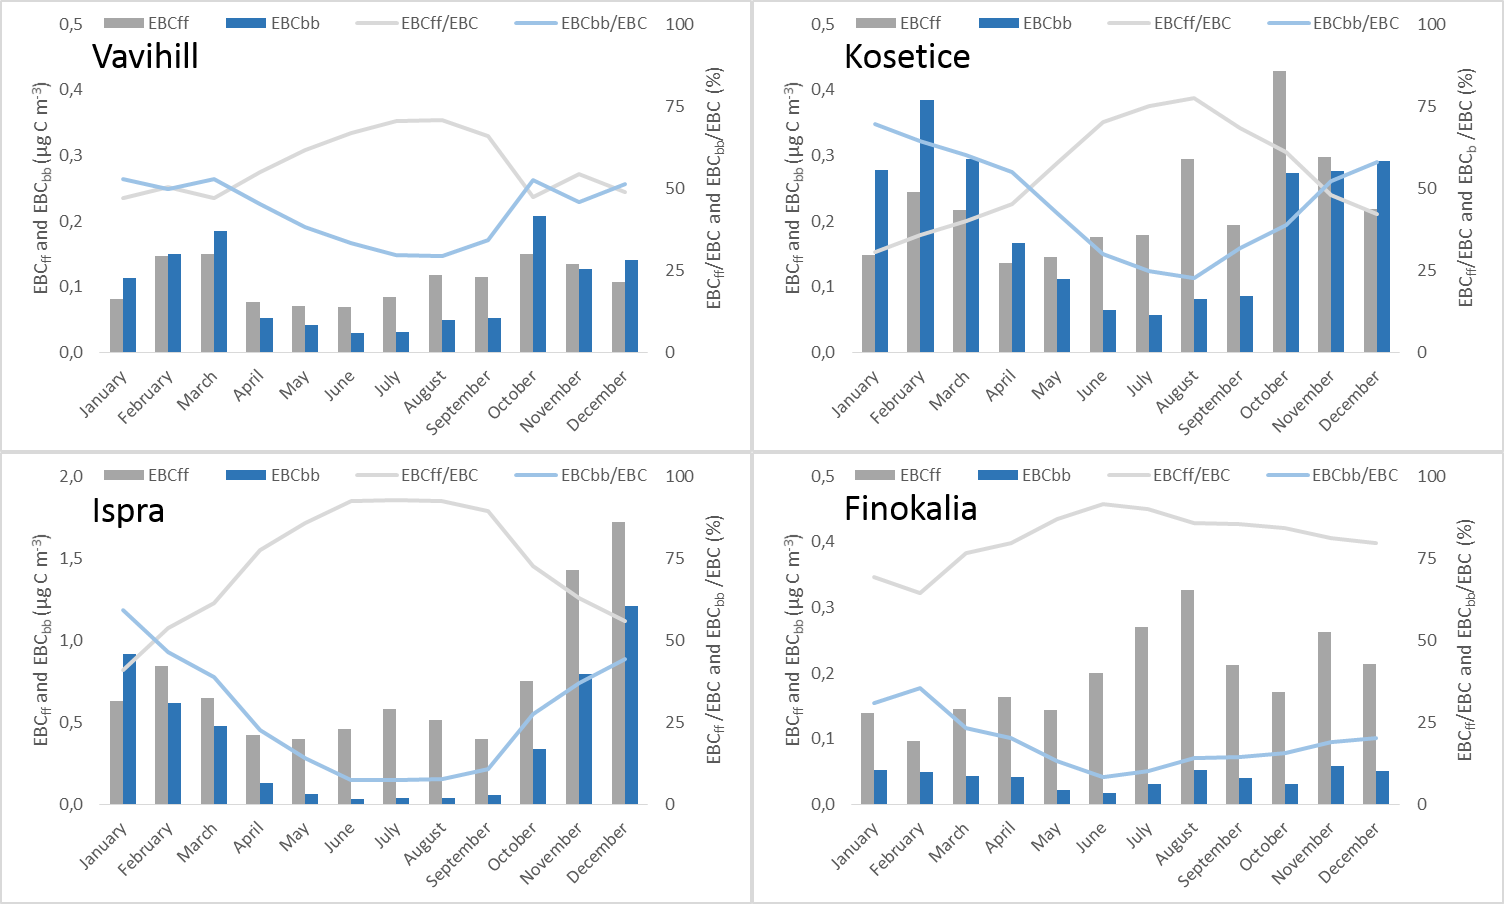 0,5 EBCff EBCbb EBCff/EBC EBCbb/EBC 100
Vavihill
0,4
0,3
0,2
0,1
0,0
75
50
25
0
EBCff and EBCbb (µg C m-3)
EBCff/EBC and EBCbb/EBC (%)
January February March April May June July August September October November December
0,5 EBCff EBCbb EBCff/EBC EBCbb/EBC 100
Kosetice
0,4
0,3
0,2
0,1
0,0
75
50
25
0
EBCff and EBCbb (µg C m-3)
EBCff/EBC and EBCb /EBC (%)
January February March April May June July August September October November December
2,0 EBCff EBCbb EBCff/EBC EBCbb/EBC 100
Ispra
1,5
1,0
0,5
0,0
75
50
25
0
EBCff and EBCbb (µg C m-3)
EBCff /EBC and EBCbb /EBC (%)
January February March April May June July August September October November December
0,5 EBCff EBCbb EBCff/EBC EBCbb/EBC 100
Finokalia
0,4
0,3
0,2
0,1
0,0
75
50
25
0
EBCff and EBCbb (µg C m-3)
EBCff/EBC and EBCbb/EBC (%)
January February March April May June July August September October November December